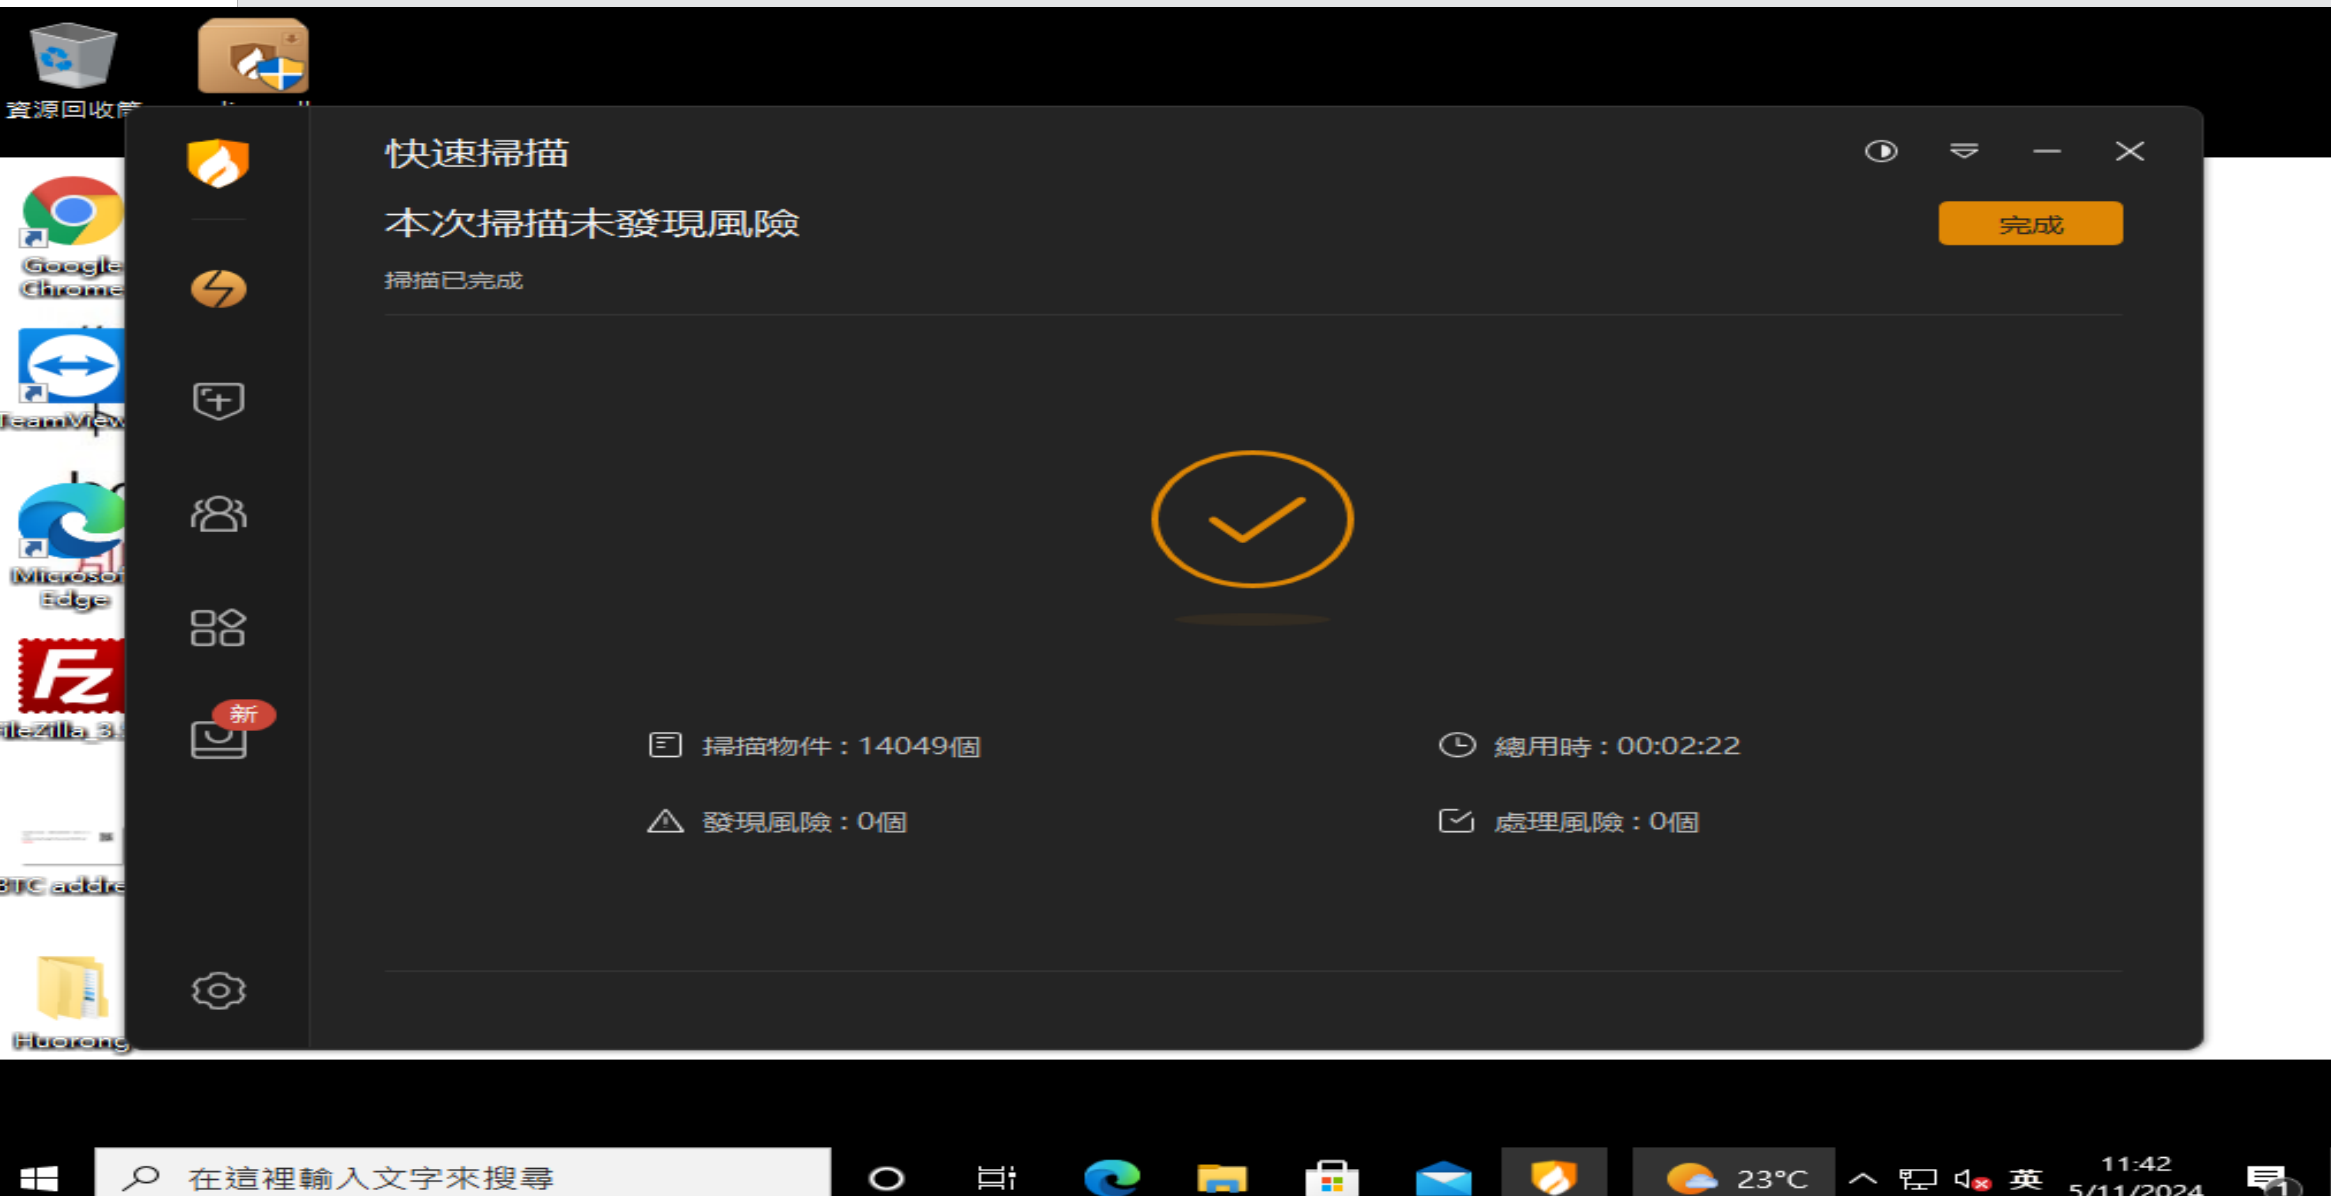 資源回收筒
快速掃描
本次掃描未發現風險
完成
掃描已完成
Google
Chrome
TeamView
Microsof
Edge
FileZilla_3.
新
掃描物件：14049個
總用時：00:02:22
發現風險：0個
處理風險：0個
BTC addre
Huorong
在這裡輸入文字來搜尋
23°C
英
11:42
5/11/2024
1